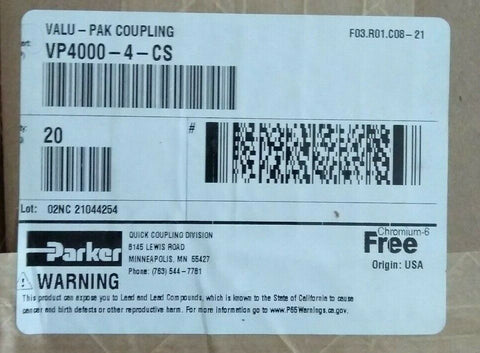 VALU - PAK COUPLING
F03.R01.C08 - 21
VP4000-4-CS
20
#
Lot: 02NC 21044254
Parker
QUICK COUPLING DIVISION
8145 LEWIS ROAD
MINNEAPOLIS, MN 55427
Phone: (763) 544-7781
Chromium-6
Free
Origin: USA
WARNING
This product can expose you to Lead and Lead Compounds, which is known to the State of California to cause
cancer and birth defects or other reproductive harm. For more information go to www.P65Warnings.ca.gov.